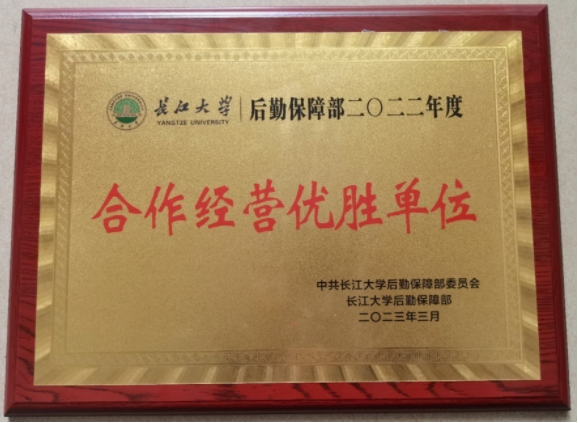 长江大学 后勤保障部二〇二二年度
YANGTZE UNIVERSITY
合作经营优胜单位
中共长江大学后勤保障部委员会
长江大学后勤保障部
二〇二三年三月